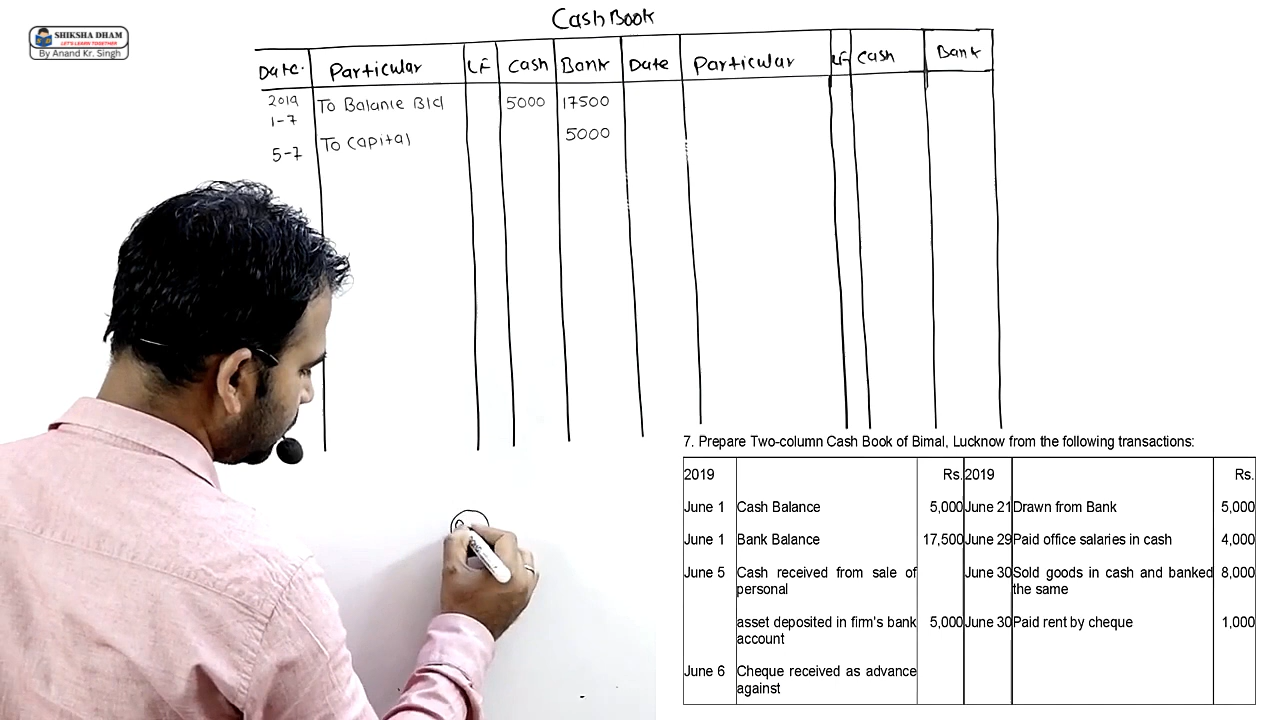 SHIKSHA DHAM
LET'S LEARN TOGETHER
By Anand Kr. Singh
Cash Book
Date. Particular LF Cash Bank Date Particular LF Cash Bank
2019 To Balance B/d 5000 17500
1-7
5-7 To Capital 5000
7. Prepare Two-column Cash Book of Bimal, Lucknow from the following transactions:
2019 Rs. 2019 Rs.
June 1 Cash Balance 5,000 June 21 Drawn from Bank 5,000
June 1 Bank Balance 17,500 June 29 Paid office salaries in cash 4,000
June 5 Cash received from sale of June 30 Sold goods in cash and banked 8,000
personal the same
asset deposited in firm's bank 5,000 June 30 Paid rent by cheque 1,000
account
June 6 Cheque received as advance
against